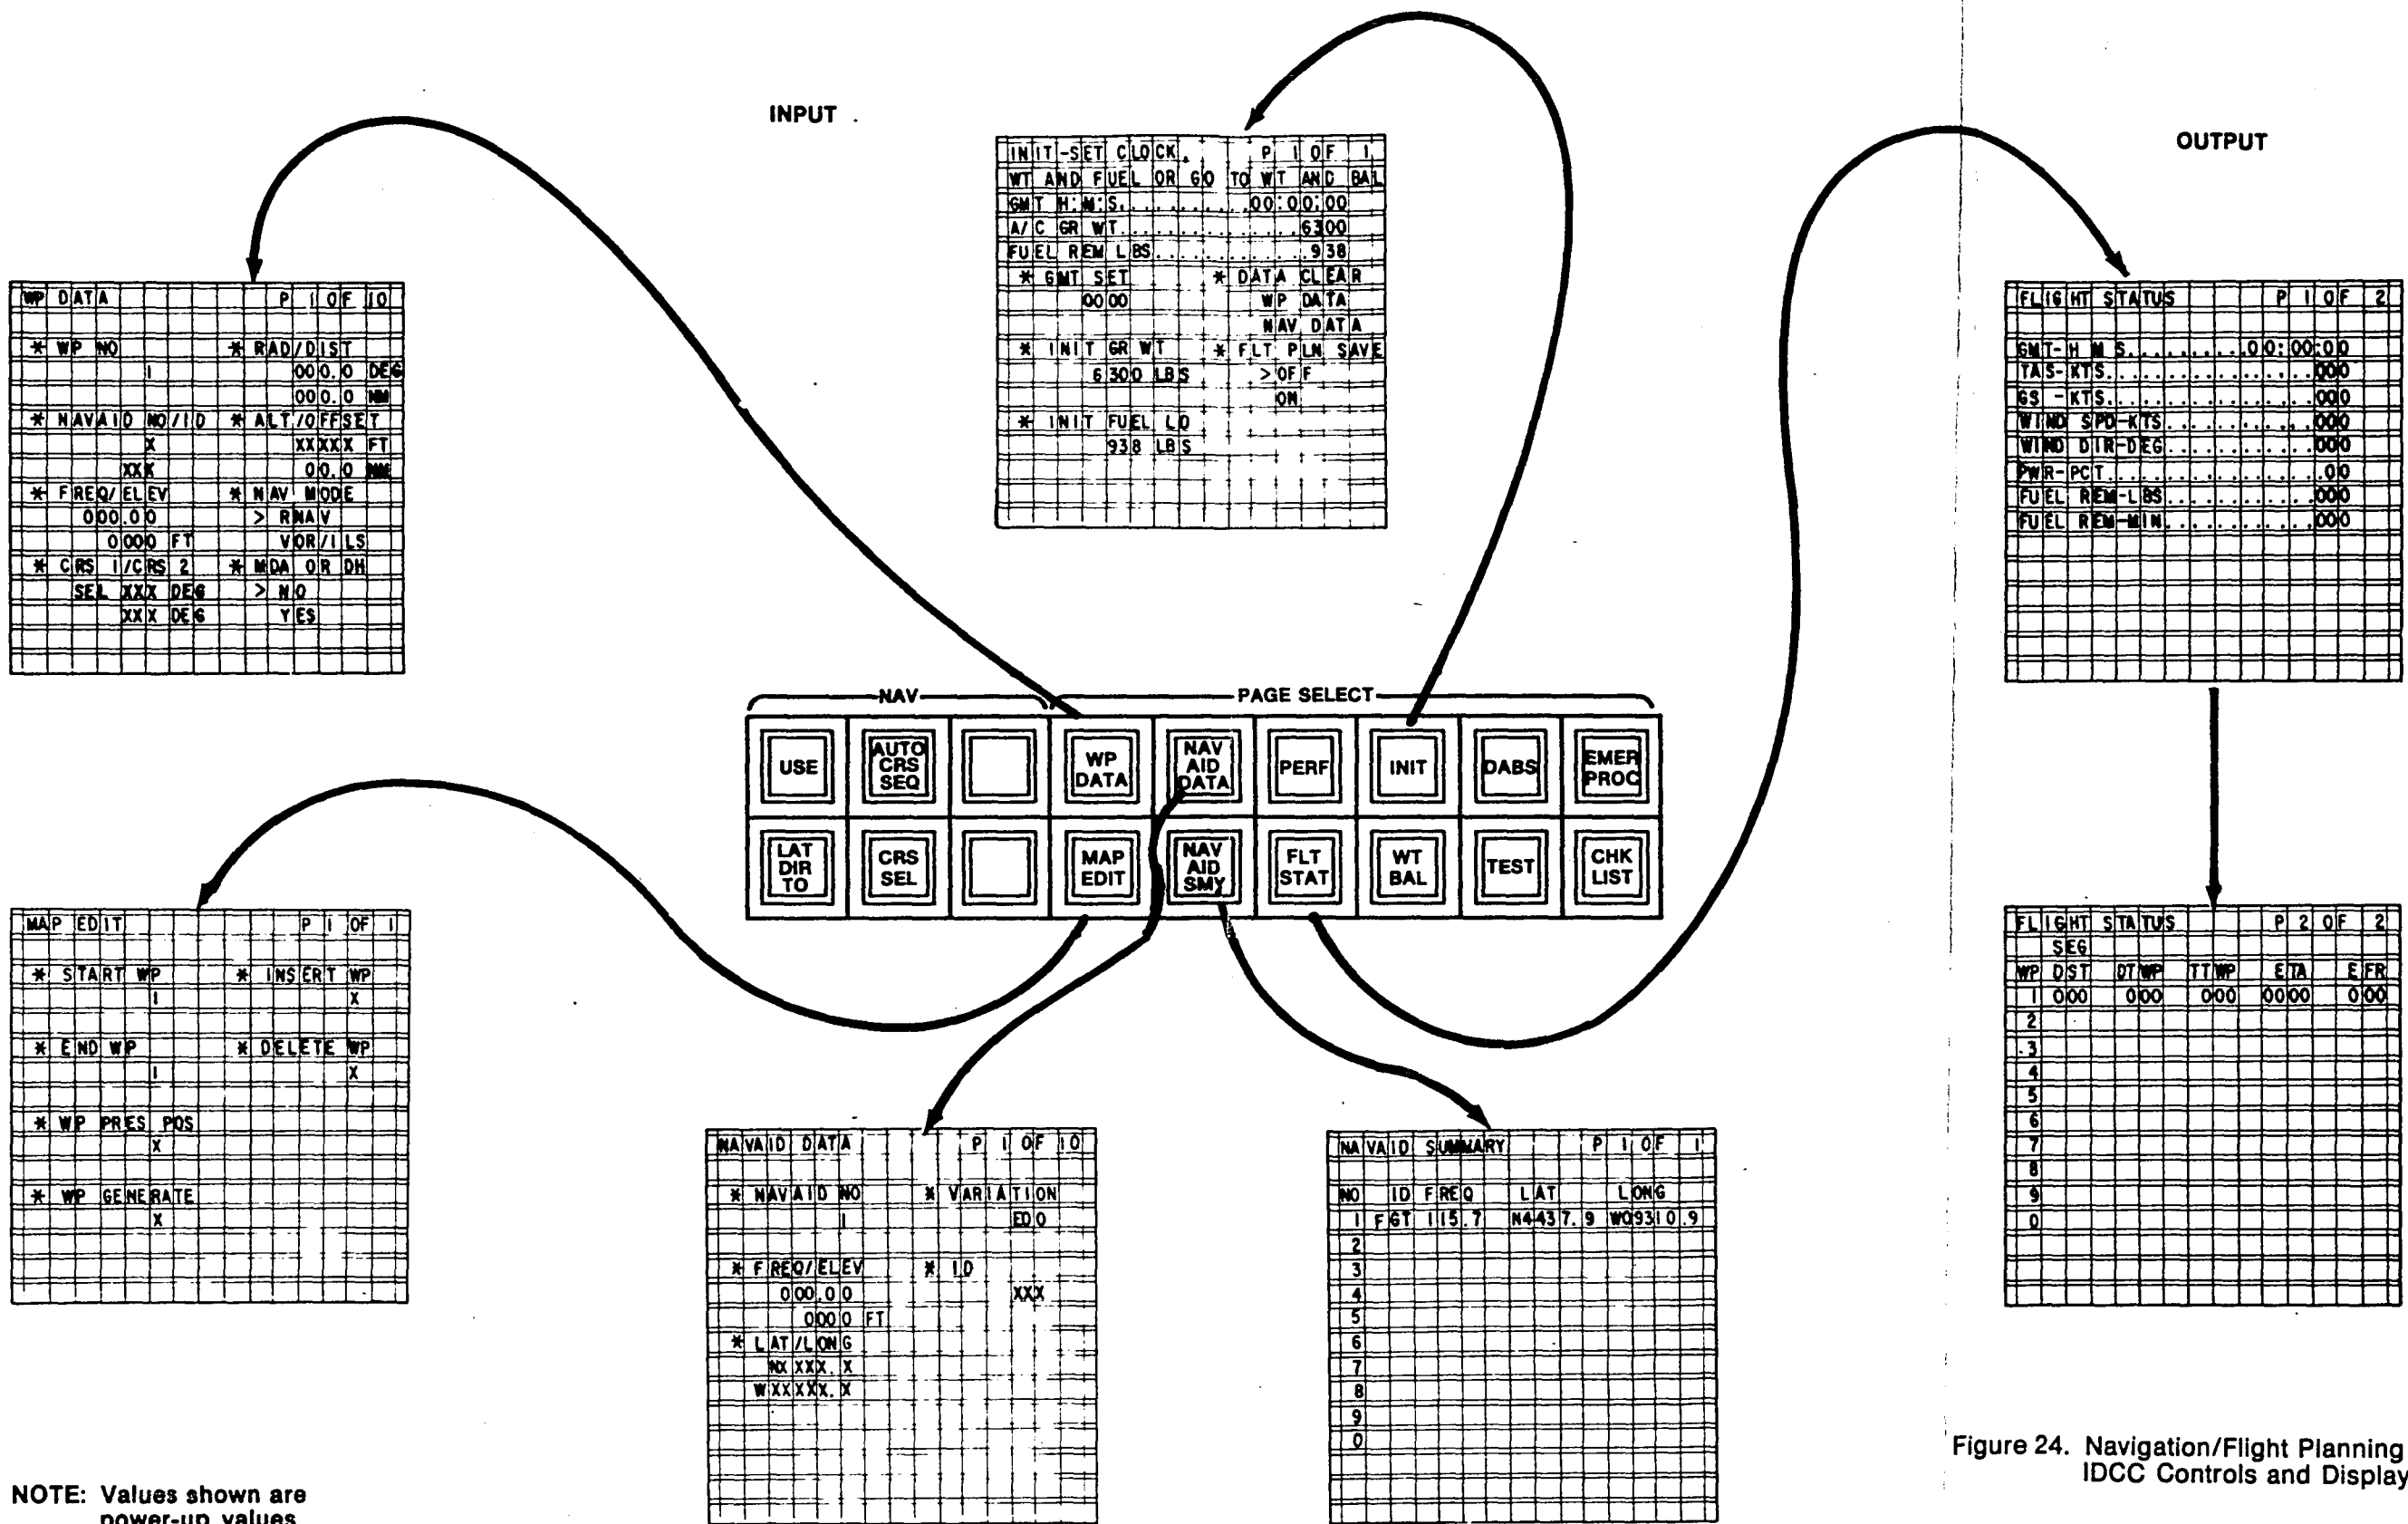 INPUT
OUTPUT
INIT-SET CLOCK, P 1 OF 1
WT AND FUEL OR GO TO WT AND BAL
GMT H:M:S...........00:00:00
A/C GR WT..............6300
FUEL REM LBS............938
* GMT SET * DATA CLEAR
0000 WP DATA
NAV DATA
* INIT GR WT * FLT PLN SAVE
6300 LBS >OFF
ON
* INIT FUEL LD
938 LBS
WP DATA P 1 OF 10
* WP NO * RAD/DIST
1 000.0 DEG
000.0 NM
* NAVAID NO/ID * ALT/OFFSET
X XXXXX FT
XXX 00.0 NM
* FREQ/ELEV * NAV MODE
000.00 > RNAV
0000 FT VOR/ILS
* CRS 1/CRS 2 * MDA OR DH
SEL XXX DEG > NO
XXX DEG YES
FLIGHT STATUS P 1 OF 2
GMT-H M S..........00:00:00
TAS-KTS.................000
GS -KTS.................000
WIND SPD-KTS............000
WIND DIR-DEG............000
PWR-PCT..................00
FUEL REM-LBS............000
FUEL REM-MIN............000
NAV PAGE SELECT
USE
AUTO CRS SEQ
WP DATA
NAV AID DATA
PERF
INIT
DABS
EMER PROC
LAT DIR TO
CRS SEL
MAP EDIT
NAV AID SMY
FLT STAT
WT BAL
TEST
CHK LIST
MAP EDIT P 1 OF 1
* START WP * INSERT WP
1 X
* END WP * DELETE WP
1 X
* WP PRES POS
X
* WP GENERATE
X
NAVAID DATA P 1 OF 10
* NAVAID NO * VARIATION
1 E00
* FREQ/ELEV * ID
000.00 XXX
0000 FT
* LAT/LONG
NXXXX.X
WXXXXX.X
NAVAID SUMMARY P 1 OF 1
NO ID FREQ LAT LONG
1 FGT 115.7 N4437.9 W09310.9
2
3
4
5
6
7
8
9
0
FLIGHT STATUS P 2 OF 2
SEG
WP DST DTWP TTWP ETA EFR
1 000 000 000 0000 000
2
3
4
5
6
7
8
9
0
NOTE: Values shown are
power-up values
Figure 24. Navigation/Flight Planning
IDCC Controls and Display